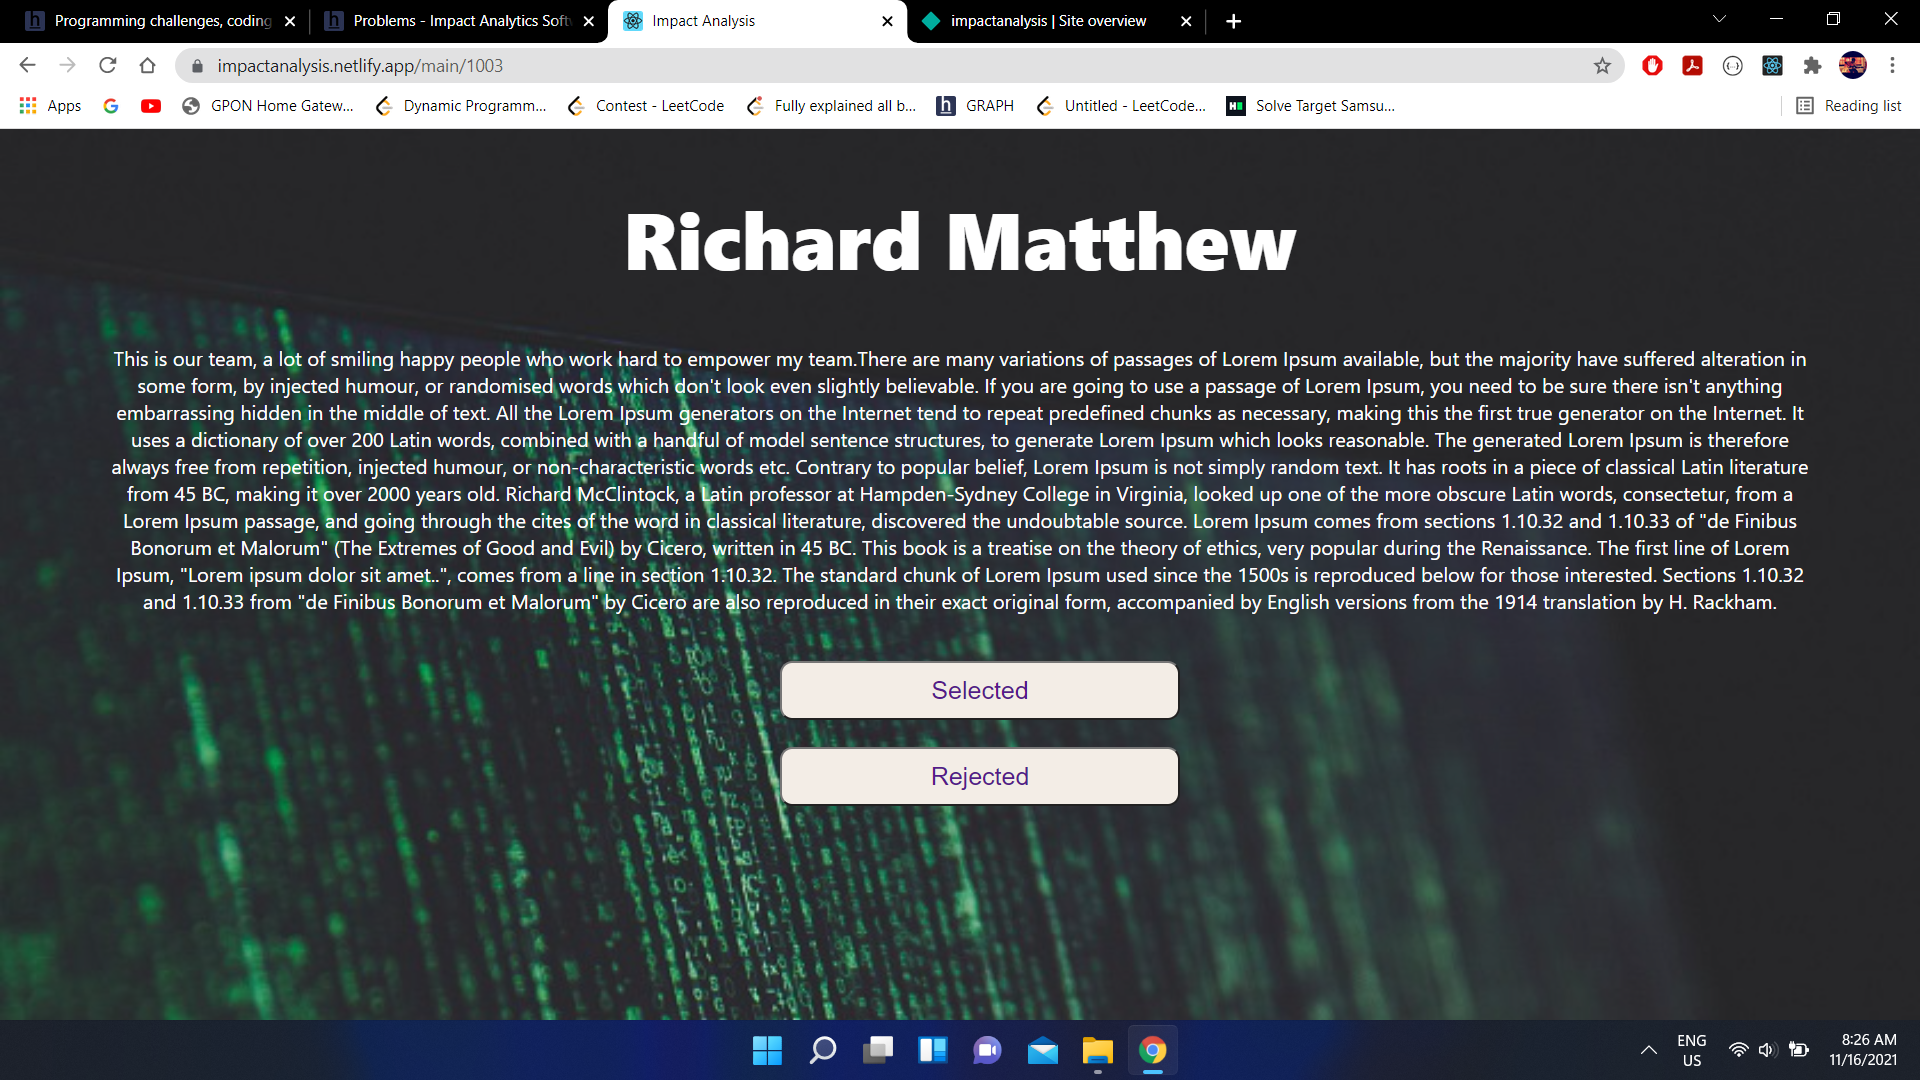 Programming challenges, coding
Problems - Impact Analytics Soft
Impact Analysis
impactanalysis | Site overview
impactanalysis.netlify.app/main/1003
Apps
GPON Home Gatew...
Dynamic Programm...
Contest - LeetCode
Fully explained all b...
GRAPH
Untitled - LeetCode...
Solve Target Samsu...
Reading list
Richard Matthew
This is our team, a lot of smiling happy people who work hard to empower my team.There are many variations of passages of Lorem Ipsum available, but the majority have suffered alteration in
some form, by injected humour, or randomised words which don't look even slightly believable. If you are going to use a passage of Lorem Ipsum, you need to be sure there isn't anything
embarrassing hidden in the middle of text. All the Lorem Ipsum generators on the Internet tend to repeat predefined chunks as necessary, making this the first true generator on the Internet. It
uses a dictionary of over 200 Latin words, combined with a handful of model sentence structures, to generate Lorem Ipsum which looks reasonable. The generated Lorem Ipsum is therefore
always free from repetition, injected humour, or non-characteristic words etc. Contrary to popular belief, Lorem Ipsum is not simply random text. It has roots in a piece of classical Latin literature
from 45 BC, making it over 2000 years old. Richard McClintock, a Latin professor at Hampden-Sydney College in Virginia, looked up one of the more obscure Latin words, consectetur, from a
Lorem Ipsum passage, and going through the cites of the word in classical literature, discovered the undoubtable source. Lorem Ipsum comes from sections 1.10.32 and 1.10.33 of "de Finibus
Bonorum et Malorum" (The Extremes of Good and Evil) by Cicero, written in 45 BC. This book is a treatise on the theory of ethics, very popular during the Renaissance. The first line of Lorem
Ipsum, "Lorem ipsum dolor sit amet..", comes from a line in section 1.10.32. The standard chunk of Lorem Ipsum used since the 1500s is reproduced below for those interested. Sections 1.10.32
and 1.10.33 from "de Finibus Bonorum et Malorum" by Cicero are also reproduced in their exact original form, accompanied by English versions from the 1914 translation by H. Rackham.
Selected
Rejected
ENG
US
8:26 AM
11/16/2021